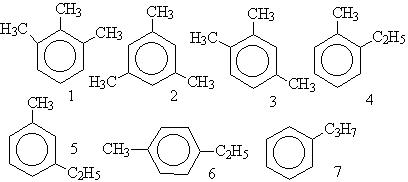 CH₃
H₃C CH₃
1
CH₃
H₃C CH₃
2
CH₃
H₃C
CH₃
3
CH₃
C₂H₅
4
CH₃
5
C₂H₅
CH₃ C₂H₅
6
C₃H₇
7